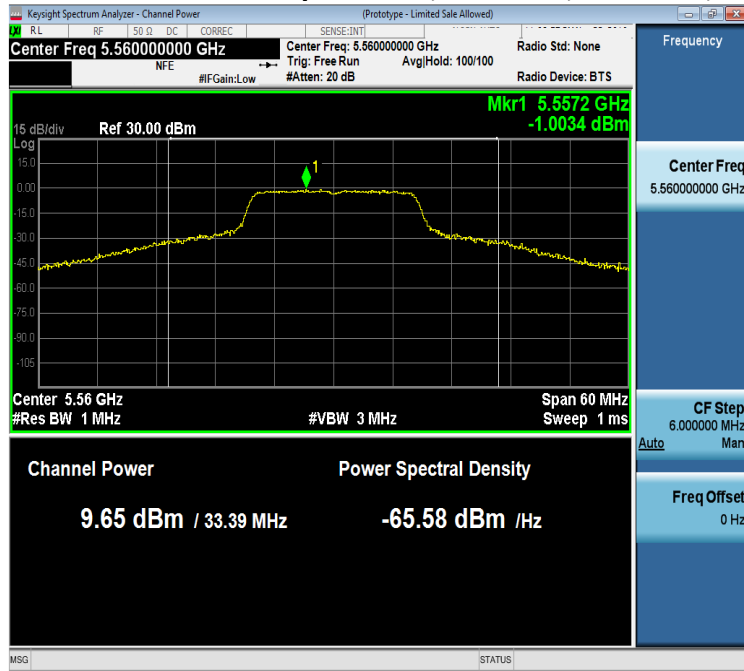 Keysight Spectrum Analyzer - Channel Power
(Prototype - Limited Sale Allowed)
RL RF 50 Ω DC CORREC SENSE:INT
Center Freq 5.560000000 GHz
NFE
#IFGain:Low
Center Freq: 5.560000000 GHz
Trig: Free Run Avg|Hold: 100/100
#Atten: 20 dB
Radio Std: None
Radio Device: BTS
Mkr1 5.5572 GHz
-1.0034 dBm
15 dB/div Ref 30.00 dBm
Log
1
15.0
0.00
-15.0
-30.0
-45.0
-60.0
-75.0
-90.0
-105
Center 5.56 GHz Span 60 MHz
#Res BW 1 MHz #VBW 3 MHz Sweep 1 ms
Channel Power Power Spectral Density
9.65 dBm / 33.39 MHz -65.58 dBm /Hz
Frequency
Center Freq
5.560000000 GHz
CF Step
6.000000 MHz
Auto Man
Freq Offset
0 Hz
MSG STATUS